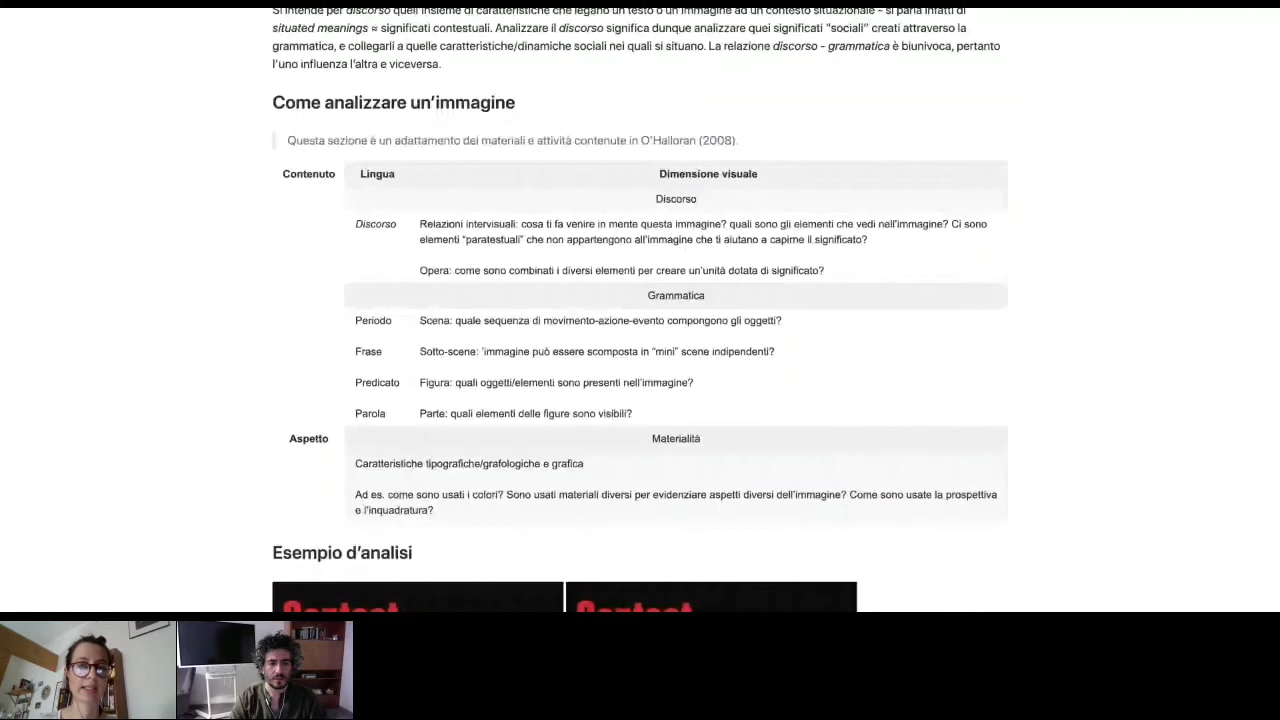 Si intende per discorso quell'insieme di caratteristiche che legano un testo o un'immagine ad un contesto situazionale - si parla infatti di
situated meanings ≈ significati contestuali. Analizzare il discorso significa dunque analizzare quei significati "sociali" creati attraverso la
grammatica, e collegarli a quelle caratteristiche/dinamiche sociali nei quali si situano. La relazione discorso - grammatica è biunivoca, pertanto
l'uno influenza l'altra e viceversa.
Come analizzare un'immagine
Questa sezione è un adattamento dei materiali e attività contenute in O'Halloran (2008).
Contenuto Lingua Dimensione visuale
Discorso
Discorso Relazioni intervisuali: cosa ti fa venire in mente questa immagine? quali sono gli elementi che vedi nell'immagine? Ci sono
elementi "paratestuali" che non appartengono all'immagine che ti aiutano a capirne il significato?
Opera: come sono combinati i diversi elementi per creare un'unità dotata di significato?
Grammatica
Periodo Scena: quale sequenza di movimento-azione-evento compongono gli oggetti?
Frase Sotto-scene: 'immagine può essere scomposta in "mini" scene indipendenti?
Predicato Figura: quali oggetti/elementi sono presenti nell'immagine?
Parola Parte: quali elementi delle figure sono visibili?
Aspetto Materialità
Caratteristiche tipografiche/grafologiche e grafica
Ad es. come sono usati i colori? Sono usati materiali diversi per evidenziare aspetti diversi dell'immagine? Come sono usate la prospettiva
e l'inquadratura?
Esempio d'analisi
Contact Contact